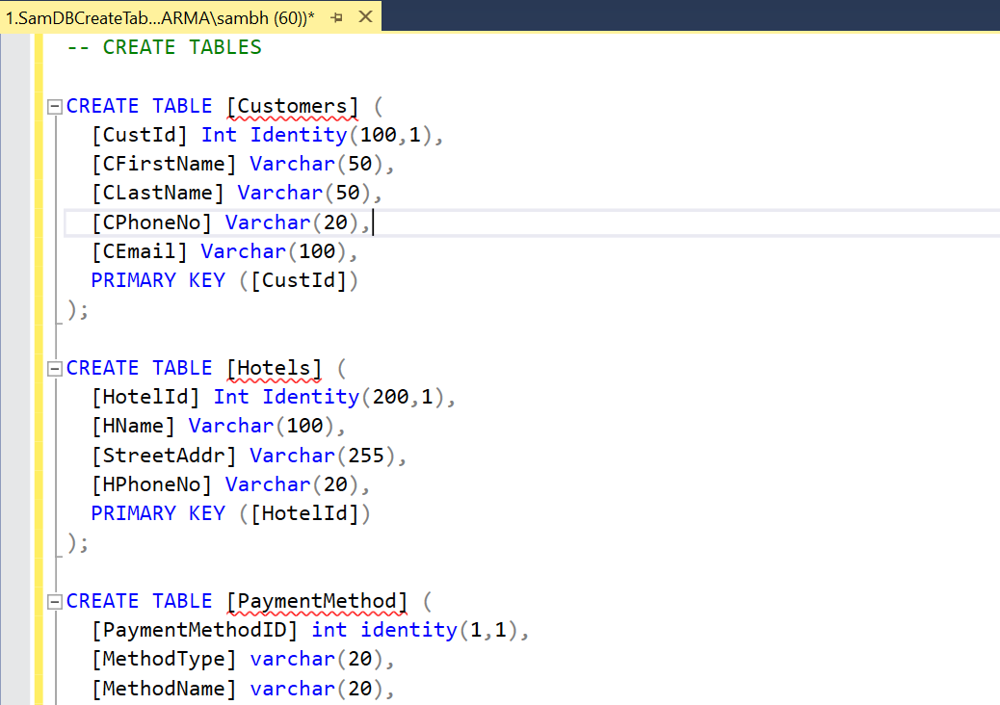 1.SamDBCreateTab...ARMA\sambh (60))*
-- CREATE TABLES
CREATE TABLE [Customers] (
[CustId] Int Identity(100,1),
[CFirstName] Varchar(50),
[CLastName] Varchar(50),
[CPhoneNo] Varchar(20),
[CEmail] Varchar(100),
PRIMARY KEY ([CustId])
);
CREATE TABLE [Hotels] (
[HotelId] Int Identity(200,1),
[HName] Varchar(100),
[StreetAddr] Varchar(255),
[HPhoneNo] Varchar(20),
PRIMARY KEY ([HotelId])
);
CREATE TABLE [PaymentMethod] (
[PaymentMethodID] int identity(1,1),
[MethodType] varchar(20),
[MethodName] varchar(20),